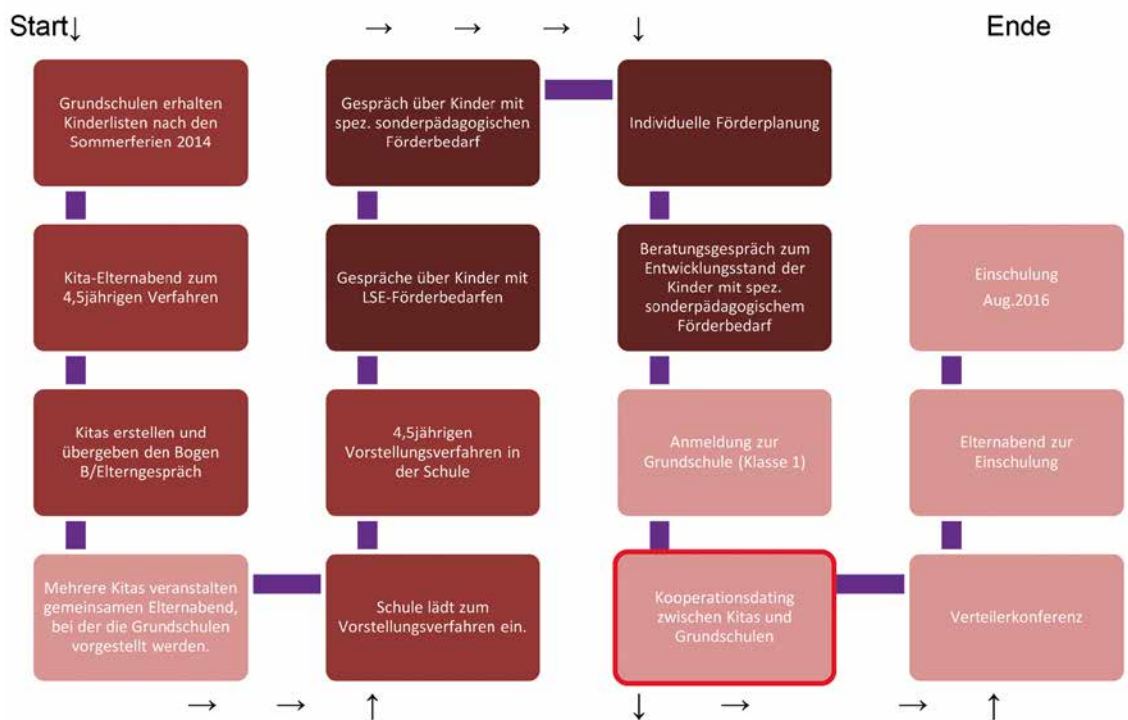 Start↓
→ → → ↓
Ende
Grundschulen erhalten
Kinderlisten nach den
Sommerferien 2014
Kita-Elternabend zum
4,5jährigen Verfahren
Kitas erstellen und
übergeben den Bogen
B/Elterngespräch
Mehrere Kitas veranstalten
gemeinsamen Elternabend,
bei der die Grundschulen
vorgestellt werden.
→ → ↑
Schule lädt zum
Vorstellungsverfahren ein.
4,5jährigen
Vorstellungsverfahren in
der Schule
Gespräche über Kinder mit
LSE-Förderbedarfen
Gespräch über Kinder mit
spez. sonderpädagogischen
Förderbedarf
Individuelle Förderplanung
Beratungsgespräch zum
Entwicklungsstand der
Kinder mit spez.
sonderpädagogischem
Förderbedarf
Anmeldung zur
Grundschule (Klasse 1)
Kooperationsdating
zwischen Kitas und
Grundschulen
↓ → → ↑
Verteilerkonferenz
Elternabend zur
Einschulung
Einschulung
Aug.2016